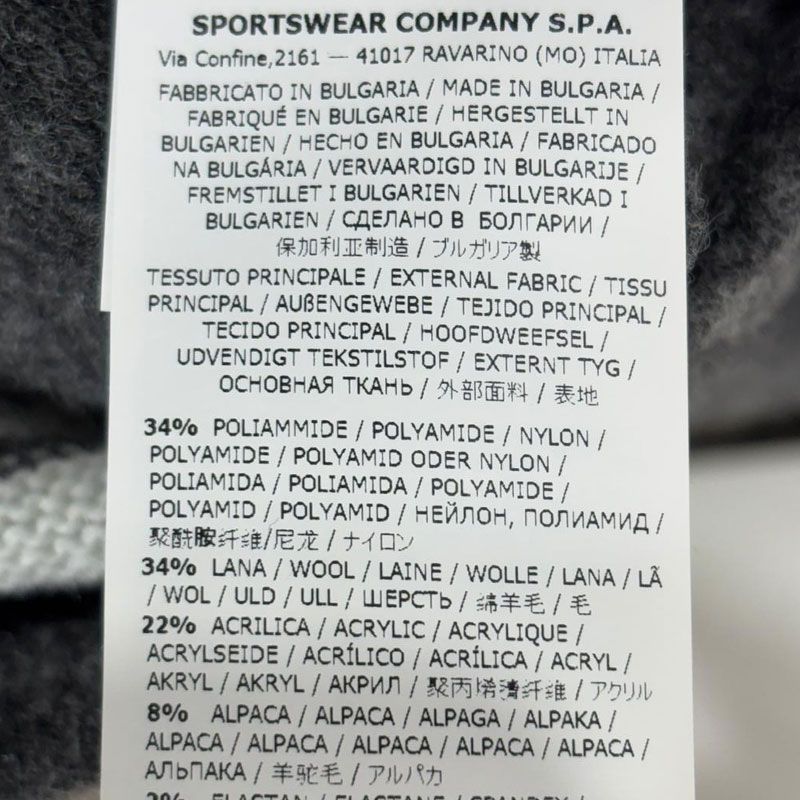 SPORTSWEAR COMPANY S.P.A.
Via Confine,2161 — 41017 RAVARINO (MO) ITALIA
FABBRICATO IN BULGARIA / MADE IN BULGARIA /
FABRIQUÉ EN BULGARIE / HERGESTELLT IN
BULGARIEN / HECHO EN BULGARIA / FABRICADO
NA BULGÁRIA / VERVAARDIGD IN BULGARIJE /
FREMSTILLET I BULGARIEN / TILLVERKAD I
BULGARIEN / СДЕЛАНО В БОЛГАРИИ /
保加利亚制造 / ブルガリア製
TESSUTO PRINCIPALE / EXTERNAL FABRIC / TISSU
PRINCIPAL / AUßENGEWEBE / TEJIDO PRINCIPAL /
TECIDO PRINCIPAL / HOOFDWEEFSEL /
UDVENDIGT TEKSTILSTOF / EXTERNT TYG /
ОСНОВНАЯ ТКАНЬ / 外部面料 / 表地
34% POLIAMMIDE / POLYAMIDE / NYLON /
POLYAMIDE / POLYAMID ODER NYLON /
POLIAMIDA / POLIAMIDA / POLYAMIDE /
POLYAMID / POLYAMID / НЕЙЛОН, ПОЛИАМИД /
聚酰胺纤维/尼龙 / ナイロン
34% LANA / WOOL / LAINE / WOLLE / LANA / LÃ
/ WOL / ULD / ULL / ШЕРСТЬ / 绵羊毛 / 毛
22% ACRILICA / ACRYLIC / ACRYLIQUE /
ACRYLSEIDE / ACRÍLICO / ACRÍLICA / ACRYL /
AKRYL / AKRYL / АКРИЛ / 聚丙烯清纤维 / アクリル
8% ALPACA / ALPACA / ALPAGA / ALPAKA /
ALPACA / ALPACA / ALPACA / ALPACA / ALPACA /
АЛЬПАКА / 羊驼毛 / アルパカ
2% ELASTAN / ELASTANE / SPANDEX /